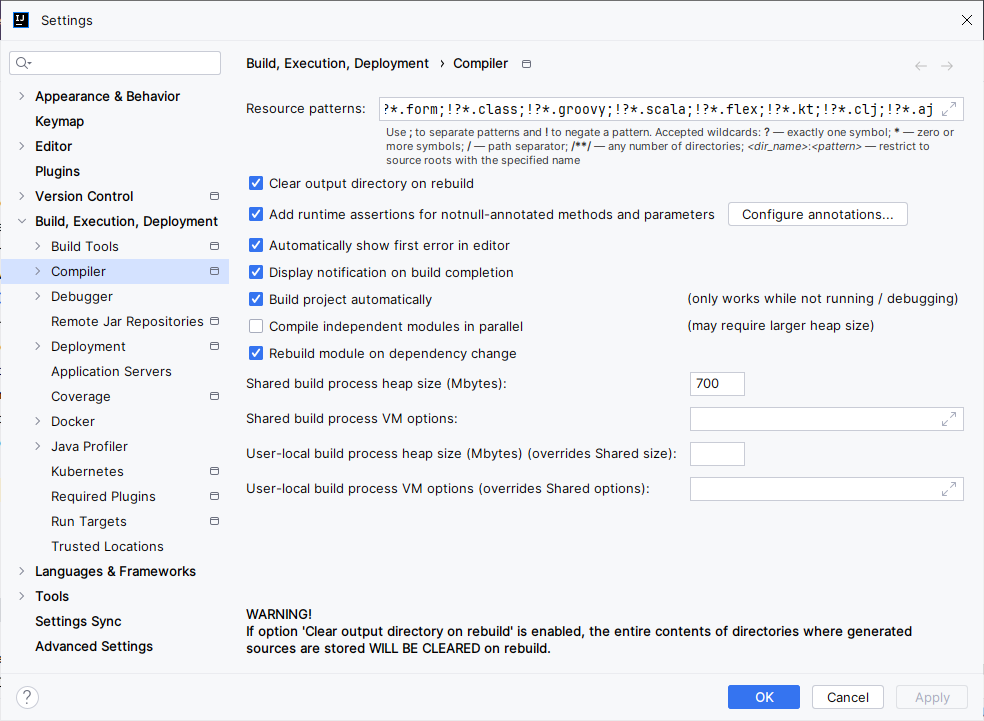 Settings
Build, Execution, Deployment › Compiler
Appearance & Behavior
Keymap
Editor
Plugins
Version Control
Build, Execution, Deployment
Build Tools
Compiler
Debugger
Remote Jar Repositories
Deployment
Application Servers
Coverage
Docker
Java Profiler
Kubernetes
Required Plugins
Run Targets
Trusted Locations
Languages & Frameworks
Tools
Settings Sync
Advanced Settings
Resource patterns: ?*.form;!?*.class;!?*.groovy;!?*.scala;!?*.flex;!?*.kt;!?*.clj;!?*.aj
Use ; to separate patterns and ! to negate a pattern. Accepted wildcards: ? — exactly one symbol; * — zero or
more symbols; / — path separator; /**/ — any number of directories; <dir_name>:<pattern> — restrict to
source roots with the specified name
Clear output directory on rebuild
Add runtime assertions for notnull-annotated methods and parameters Configure annotations...
Automatically show first error in editor
Display notification on build completion
Build project automatically (only works while not running / debugging)
Compile independent modules in parallel (may require larger heap size)
Rebuild module on dependency change
Shared build process heap size (Mbytes): 700
Shared build process VM options:
User-local build process heap size (Mbytes) (overrides Shared size):
User-local build process VM options (overrides Shared options):
WARNING!
If option 'Clear output directory on rebuild' is enabled, the entire contents of directories where generated
sources are stored WILL BE CLEARED on rebuild.
? OK Cancel Apply